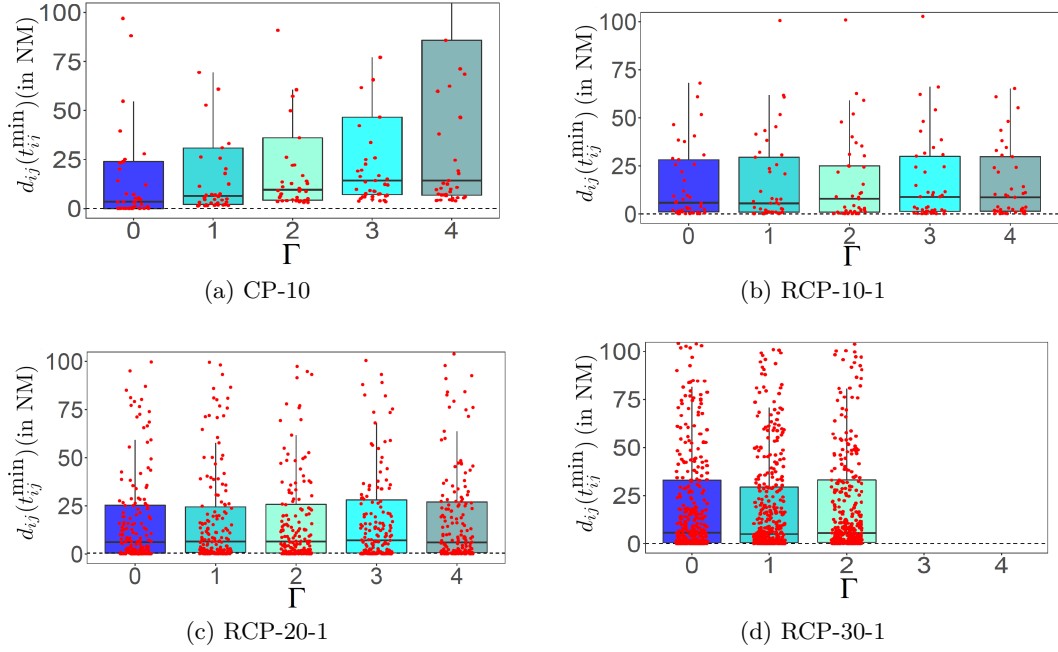 100
75
50
25
0
d_{ij}(t_{ij}^{min}) (in NM)
0 1 2 3 4
Γ
(a) CP-10
100
75
50
25
0
d_{ij}(t_{ij}^{min}) (in NM)
0 1 2 3 4
Γ
(b) RCP-10-1
100
75
50
25
0
d_{ij}(t_{ij}^{min}) (in NM)
0 1 2 3 4
Γ
(c) RCP-20-1
100
75
50
25
0
d_{ij}(t_{ij}^{min}) (in NM)
0 1 2 3 4
Γ
(d) RCP-30-1